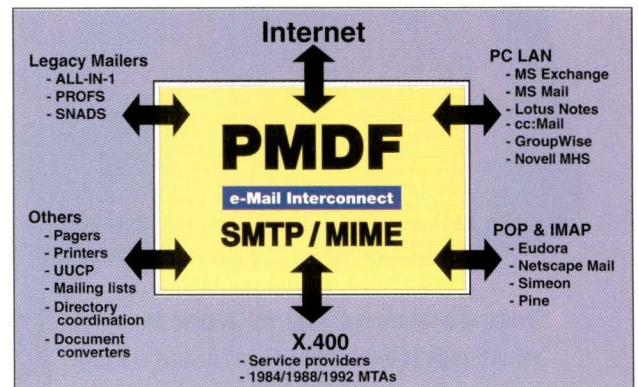 Internet
Legacy Mailers
- ALL-IN-1
- PROFS
- SNADS
PC LAN
- MS Exchange
- MS Mail
- Lotus Notes
- cc:Mail
- GroupWise
- Novell MHS
PMDF
e-Mail Interconnect
SMTP / MIME
Others
- Pagers
- Printers
- UUCP
- Mailing lists
- Directory
coordination
- Document
converters
POP & IMAP
- Eudora
- Netscape Mail
- Simeon
- Pine
X.400
- Service providers
- 1984/1988/1992 MTAs